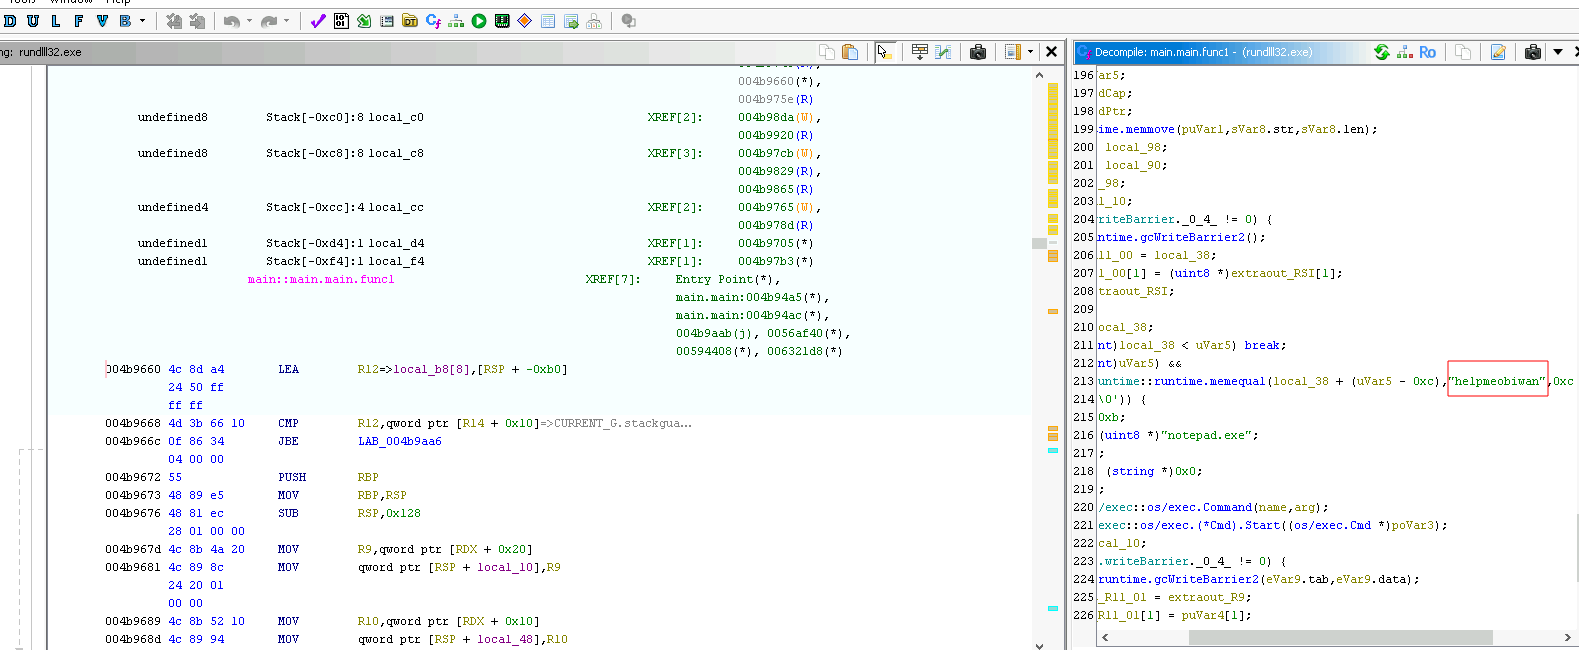 Tools Window Help
D U L F V B
ng: rundlll32.exe
004b9660(*),
004b975e(R)
undefined8 Stack[-0xc0]:8 local_c0 XREF[2]: 004b98da(W),
004b9920(R)
undefined8 Stack[-0xc8]:8 local_c8 XREF[3]: 004b97cb(W),
004b9829(R),
004b9865(R)
undefined4 Stack[-0xcc]:4 local_cc XREF[2]: 004b9765(W),
004b978d(R)
undefined1 Stack[-0xd4]:1 local_d4 XREF[1]: 004b9705(*)
undefined1 Stack[-0xf4]:1 local_f4 XREF[1]: 004b97b3(*)
main::main.main.func1 XREF[7]: Entry Point(*),
main.main:004b94a5(*),
main.main:004b94ac(*),
004b9aab(j), 0056af40(*),
00594408(*), 006321d8(*)
004b9660 4c 8d a4 LEA R12=>local_b8[8],[RSP + -0xb0]
24 50 ff
ff ff
004b9668 4d 3b 66 10 CMP R12,qword ptr [R14 + 0x10]=>CURRENT_G.stackgua...
004b966c 0f 86 34 JBE LAB_004b9aa6
04 00 00
004b9672 55 PUSH RBP
004b9673 48 89 e5 MOV RBP,RSP
004b9676 48 81 ec SUB RSP,0x128
28 01 00 00
004b967d 4c 8b 4a 20 MOV R9,qword ptr [RDX + 0x20]
004b9681 4c 89 8c MOV qword ptr [RSP + local_10],R9
24 20 01
00 00
004b9689 4c 8b 52 10 MOV R10,qword ptr [RDX + 0x10]
004b968d 4c 89 94 MOV qword ptr [RSP + local_48],R10
Decompile: main.main.func1 - (rundlll32.exe)
Ro
196 ar5;
197 dCap;
198 dPtr;
199 ime.memmove(puVar1,sVar8.str,sVar8.len);
200 local_98;
201 local_90;
202 _98;
203 l_10;
204 riteBarrier._0_4_ != 0) {
205 ntime.gcWriteBarrier2();
206 11_00 = local_38;
207 l_00[1] = (uint8 *)extraout_RSI[1];
208 traout_RSI;
209
210 ocal_38;
211 nt)local_38 < uVar5) break;
212 nt)uVar5) &&
213 untime::runtime.memequal(local_38 + (uVar5 - 0xc),"helpmeobiwan",0xc
214 \0')) {
215 0xb;
216 (uint8 *)"notepad.exe";
217 ;
218 (string *)0x0;
219 ;
220 /exec::os/exec.Command(name,arg);
221 exec::os/exec.(*Cmd).Start((os/exec.Cmd *)poVar3);
222 cal_10;
223 .writeBarrier._0_4_ != 0) {
224 runtime.gcWriteBarrier2(eVar9.tab,eVar9.data);
225 _R11_01 = extraout_R9;
226 R11_01[1] = puVar4[1];